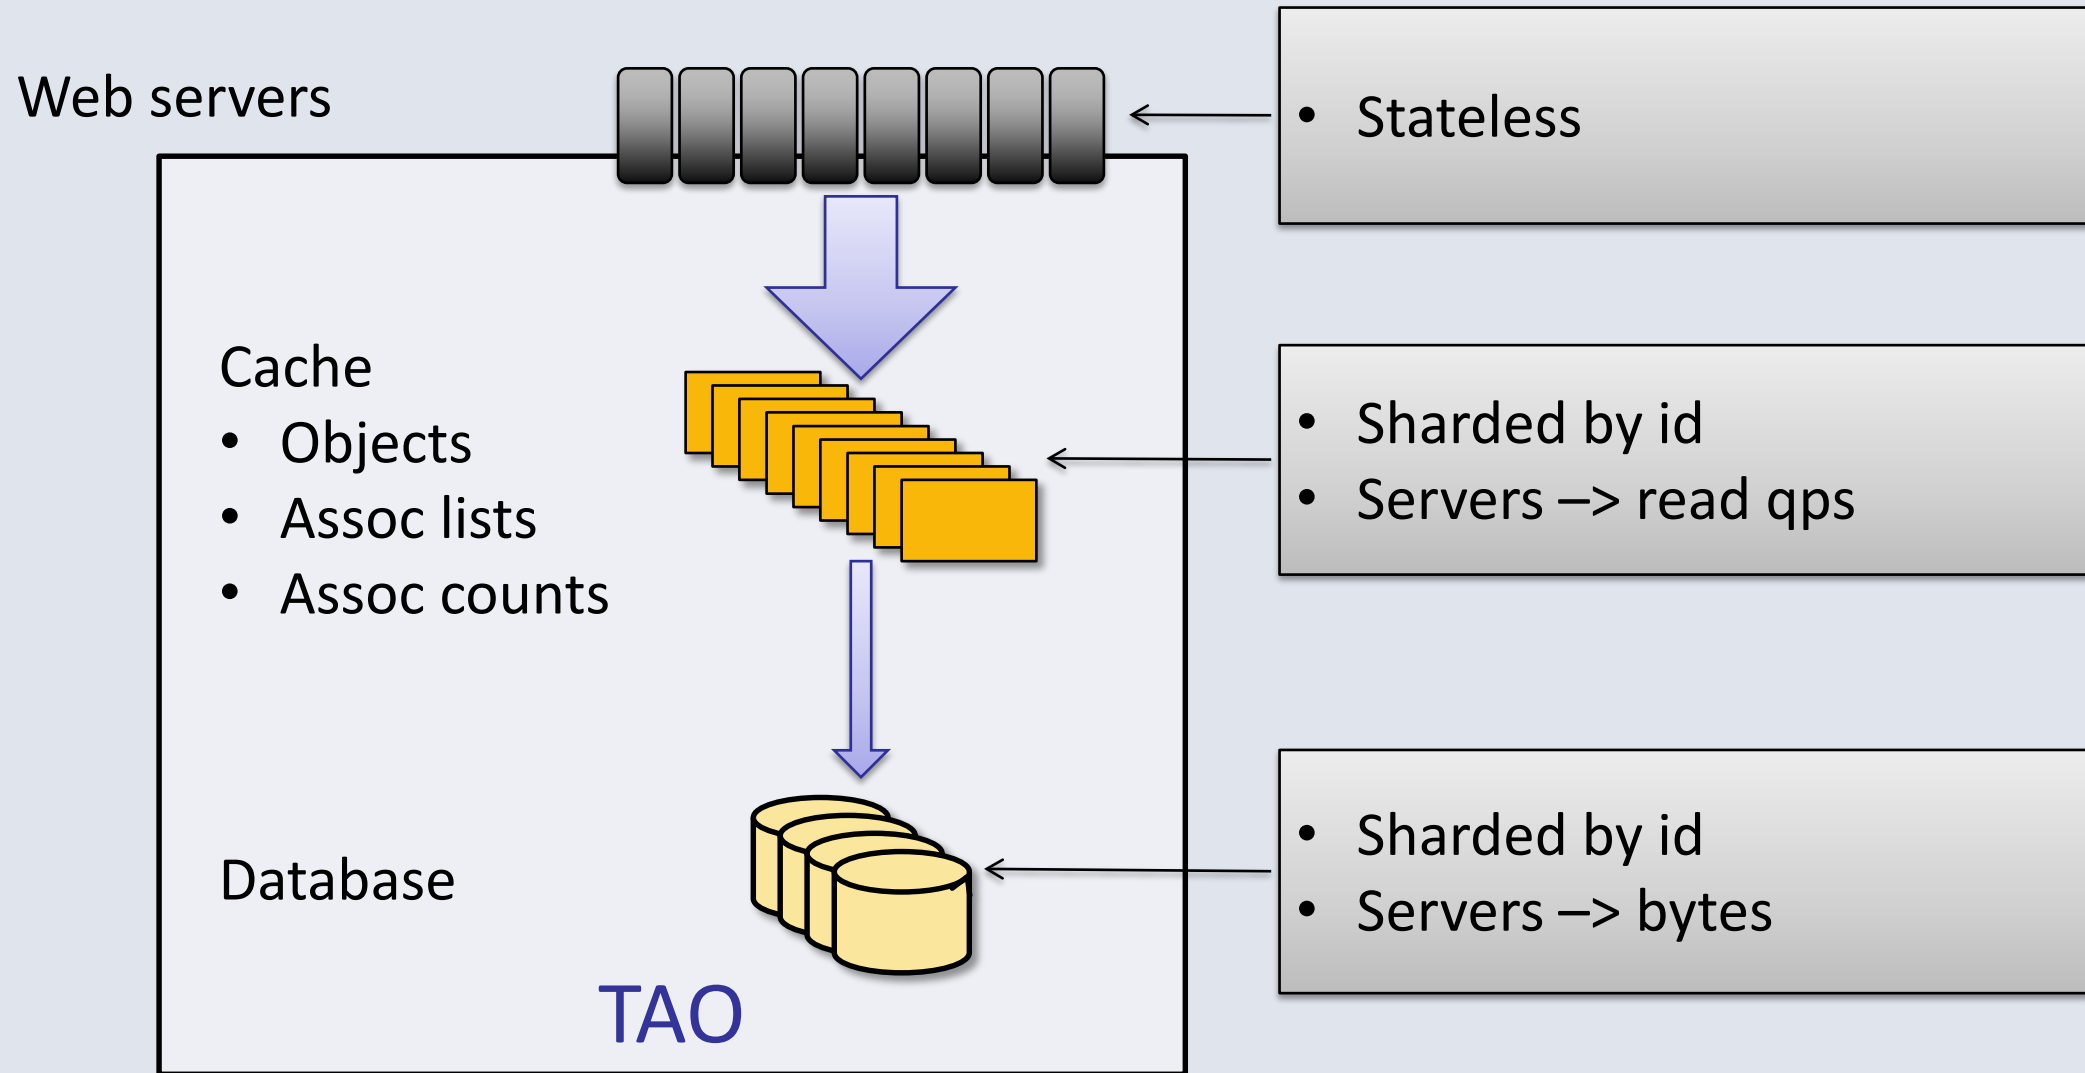 Web servers
• Stateless
Cache
• Objects
• Assoc lists
• Assoc counts
• Sharded by id
• Servers –> read qps
Database
• Sharded by id
• Servers –> bytes
TAO